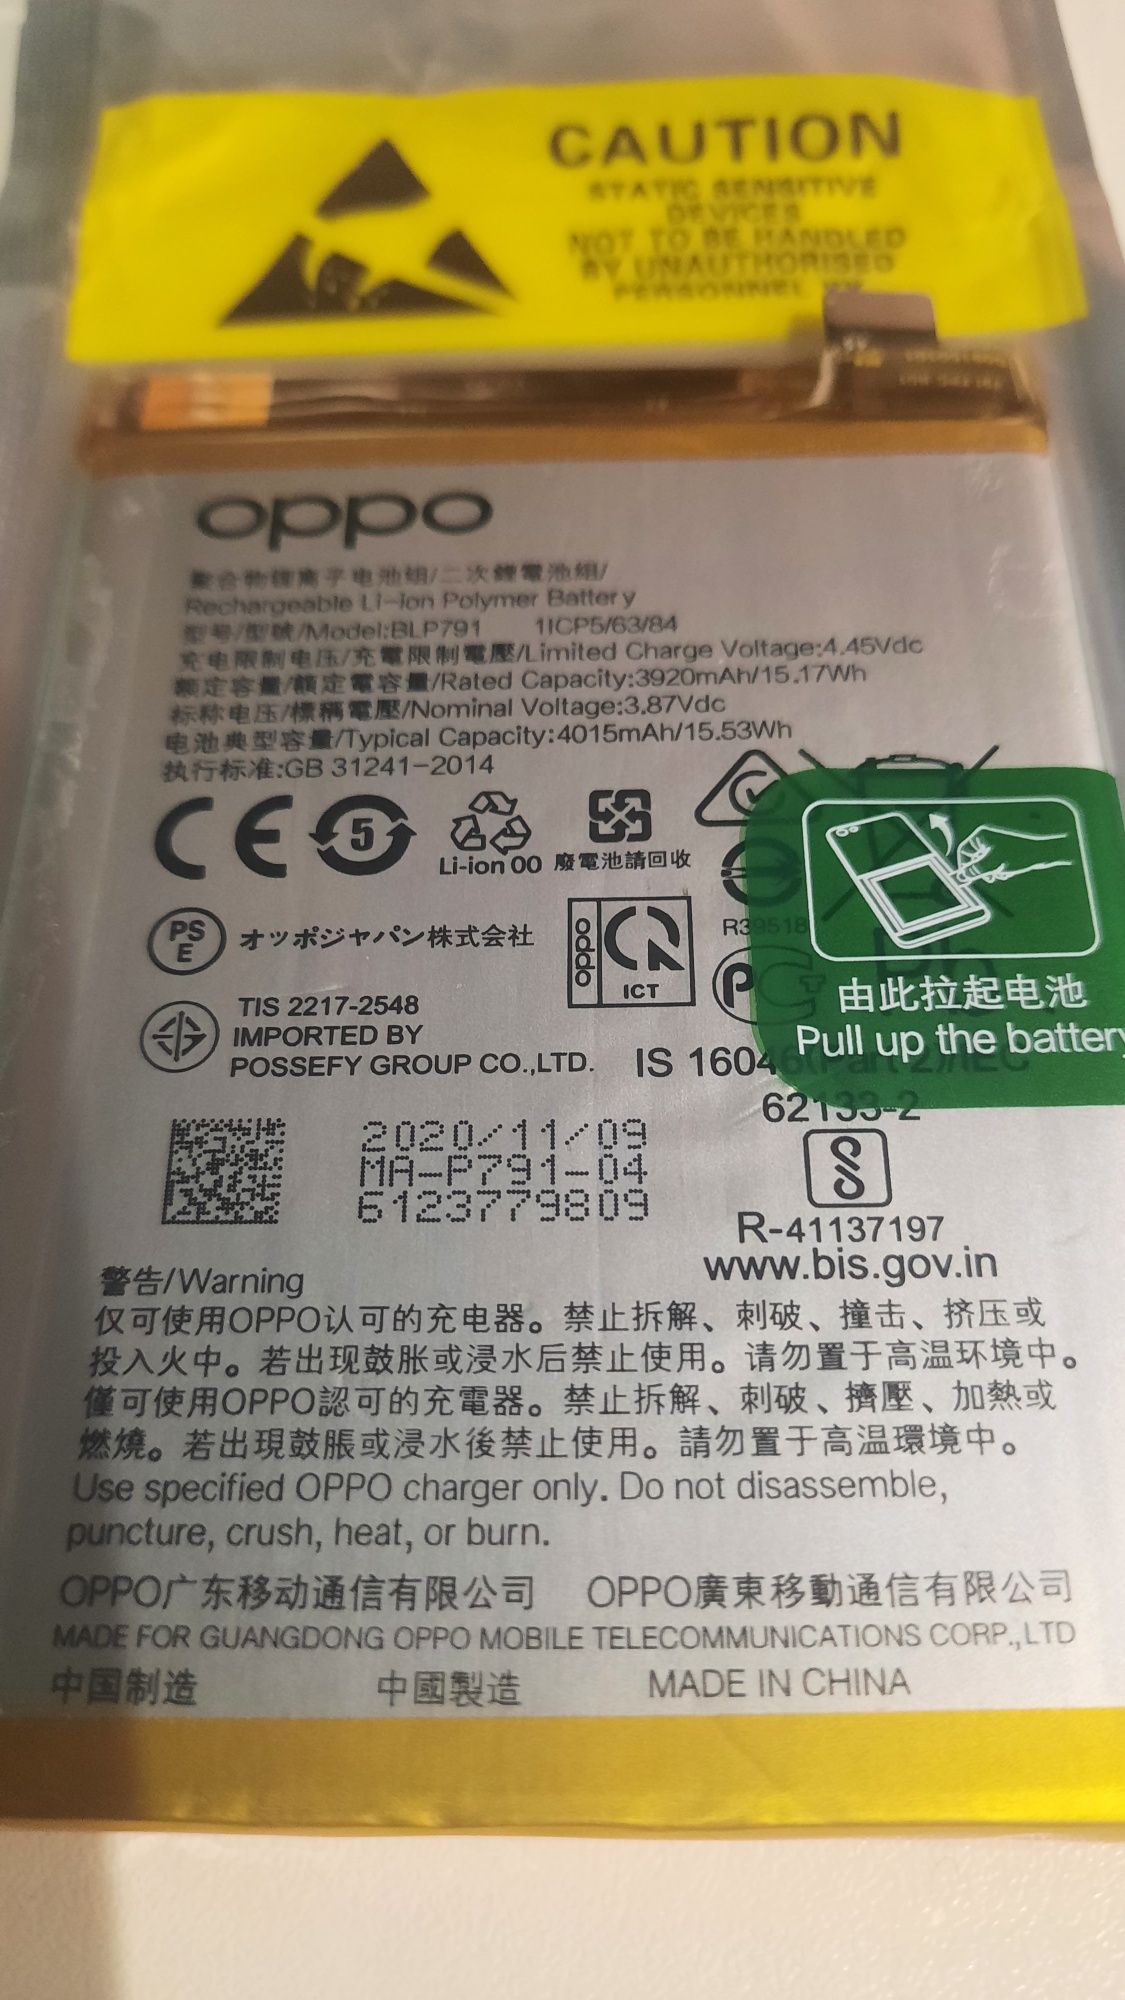 CAUTION
STATIC SENSITIVE
DEVICES
NOT TO BE HANDLED
BY UNAUTHORISED
PERSONNEL
oppo
聚合物锂离子电池组/二次鋰電池組/
Rechargeable Li-ion Polymer Battery
型号/型號/Model:BLP791 1ICP5/63/84
充电限制电压/充電限制電壓/Limited Charge Voltage:4.45Vdc
额定容量/額定電容量/Rated Capacity:3920mAh/15.17Wh
标称电压/標稱電壓/Nominal Voltage:3.87Vdc
电池典型容量/Typical Capacity:4015mAh/15.53Wh
执行标准:GB 31241-2014
CE 5 Li-ion 00 廢電池請回收
R39518
PS E オッポジャパン株式会社
oppo ICT
TIS 2217-2548
IMPORTED BY
POSSEFY GROUP CO.,LTD.
由此拉起电池
Pull up the battery
IS 16046(Part 2)/IEC
62133-2
2020/11/09
MA-P791-04
6123779809
R-41137197
www.bis.gov.in
警告/Warning
仅可使用OPPO认可的充电器。禁止拆解、刺破、撞击、挤压或
投入火中。若出现鼓胀或浸水后禁止使用。请勿置于高温环境中。
僅可使用OPPO認可的充電器。禁止拆解、刺破、擠壓、加熱或
燃燒。若出現鼓脹或浸水後禁止使用。請勿置于高温環境中。
Use specified OPPO charger only. Do not disassemble,
puncture, crush, heat, or burn.
OPPO广东移动通信有限公司 OPPO廣東移動通信有限公司
MADE FOR GUANGDONG OPPO MOBILE TELECOMMUNICATIONS CORP.,LTD
中国制造 中國製造 MADE IN CHINA